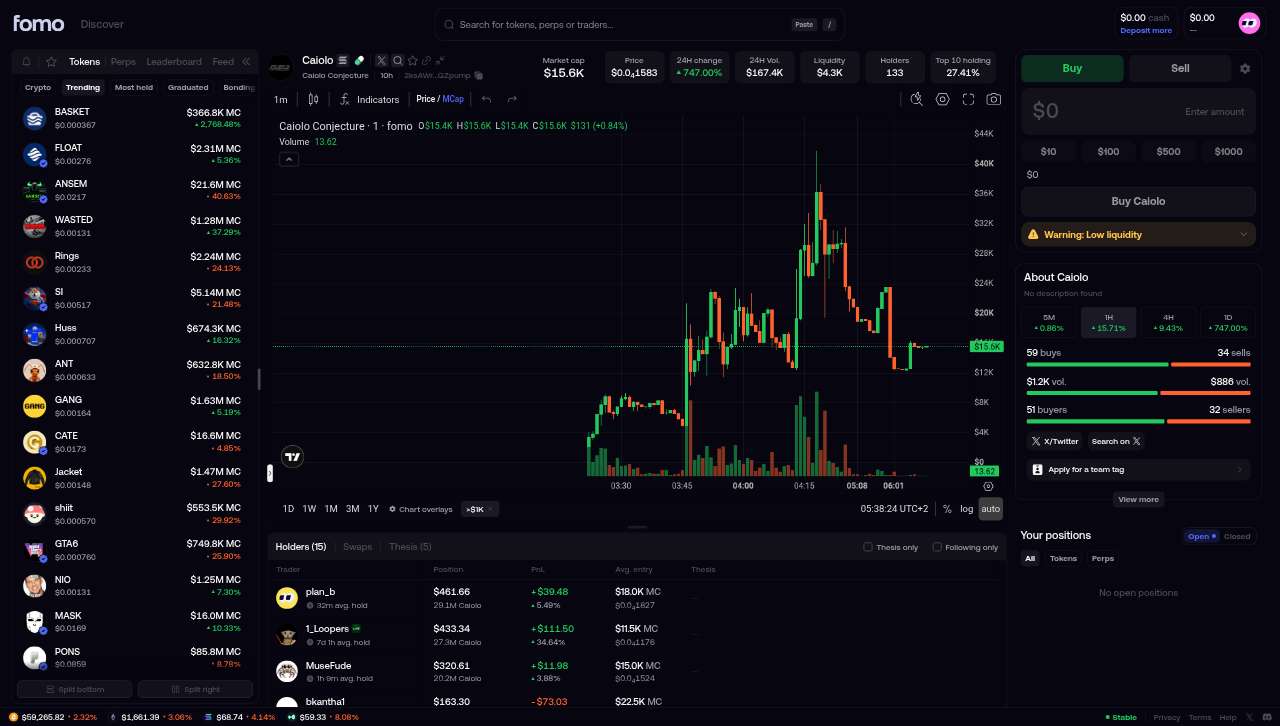 fomo Discover
Search for tokens, perps or traders... Paste /
$0.00 cash
Deposit more
$0.00
—
Tokens Perps Leaderboard Feed
Crypto Trending Most held Graduated Bonding
BASKET $366.8K MC
$0.000367 2,768.48%
FLOAT $2.31M MC
$0.00276 5.36%
ANSEM $21.6M MC
$0.0217 40.63%
WASTED $1.28M MC
$0.00131 37.29%
Rings $2.24M MC
$0.00233 24.13%
SI $5.14M MC
$0.00517 21.48%
Huss $674.3K MC
$0.000707 16.32%
ANT $632.8K MC
$0.000633 18.50%
GANG $1.63M MC
$0.00164 5.19%
CATE $16.6M MC
$0.0173 4.85%
Jacket $1.47M MC
$0.00148 27.60%
shiit $553.5K MC
$0.000570 29.92%
GTA6 $749.8K MC
$0.000760 25.90%
NIO $1.25M MC
$0.00131 7.30%
MASK $16.0M MC
$0.0169 10.33%
PONS $85.8M MC
$0.0859 8.78%
Split bottom Split right
Caiolo
Caiolo Conjecture 10h
Market cap
$15.6K
Price
$0.0₄1583
24H change
747.00%
24H Vol.
$167.4K
Liquidity
$4.3K
Holders
133
Top 10 holding
27.41%
1m Indicators Price / MCap
Caiolo Conjecture · 1 · fomo O$15.4K H$15.6K L$15.4K C$15.6K $131 (+0.84%)
Volume 13.62
$44K
$40K
$36K
$32K
$28K
$24K
$20K
$15.6K
$12K
$8K
$4K
$0
13.62
03:30 03:45 04:00 04:15 05:08 06:01
1D 1W 1M 3M 1Y Chart overlays >$1K 05:38:24 UTC+2 % log auto
Holders (15) Swaps Thesis (5) Thesis only Following only
Trader Position PnL Avg. entry Thesis
plan_b $461.66 +$39.48 $18.0K MC
32m avg. hold 29.1M Caiolo 5.49% $0.0₄1827
1_Loopers $433.34 +$111.50 $11.5K MC
7d 1h avg. hold 27.3M Caiolo 34.64% $0.0₄1176
MuseFude $320.61 +$11.98 $15.0K MC
1h 9m avg. hold 20.2M Caiolo 3.88% $0.0₄1524
bkantha1 $163.30 -$73.03 $22.5K MC
Buy Sell
$0 Enter amount
$10 $100 $500 $1000
$0
Buy Caiolo
Warning: Low liquidity
About Caiolo
No description found
5M 1H 4H 1D
0.86% 15.71% 9.43% 747.00%
59 buys 34 sells
$1.2K vol. $886 vol.
51 buyers 32 sellers
X/Twitter Search on X
Apply for a team tag
View more
Your positions Open Closed
All Tokens Perps
No open positions
$59,265.82 2.32% $1,661.39 3.06% $68.74 4.14% $59.33 8.08%
Stable Privacy Terms Help